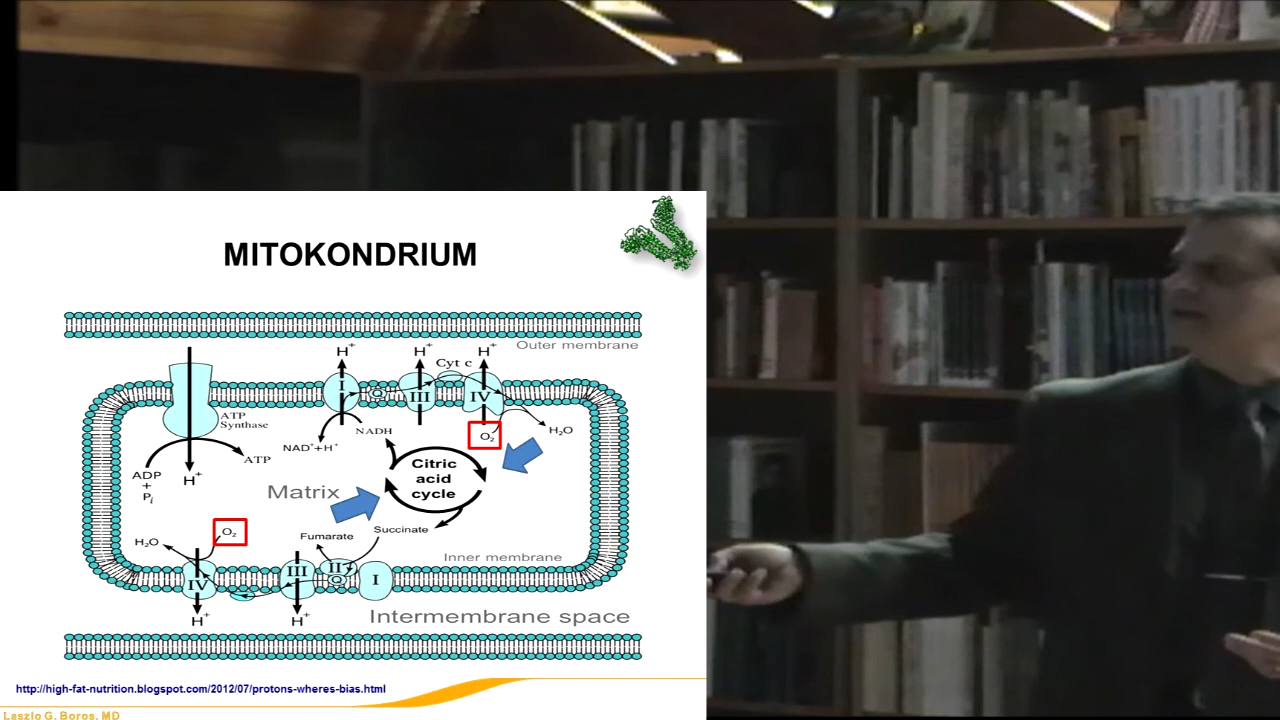 MITOKONDRIUM
Outer membrane
H+
H+
H+
Cyt c
I
Q
III
IV
ATP
Synthase
NADH
O2
H2O
NAD++H+
ATP
ADP
+
Pi
H+
Citric
acid
cycle
Matrix
O2
H2O
Fumarate
Succinate
Inner membrane
IV
III
II
Q
I
H+
H+
Intermembrane space
http://high-fat-nutrition.blogspot.com/2012/07/protons-wheres-bias.html
Laszlo G. Boros, MD